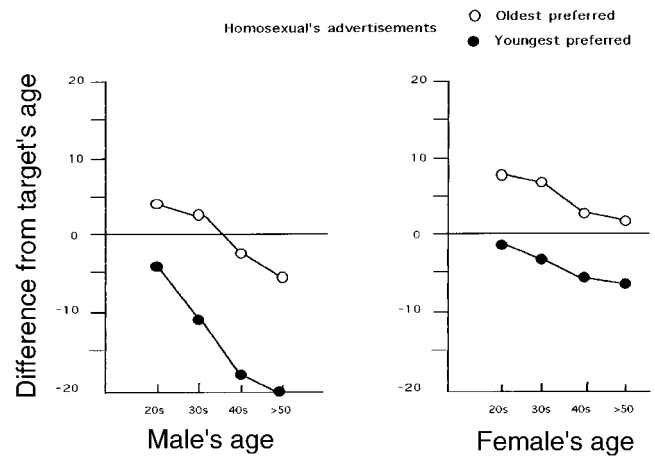 Homosexual's advertisements
Oldest preferred
Youngest preferred
Difference from target's age
20
10
0
-10
-20
20s 30s 40s >50
Male's age
20
10
0
-10
-20
20s 30s 40s >50
Female's age